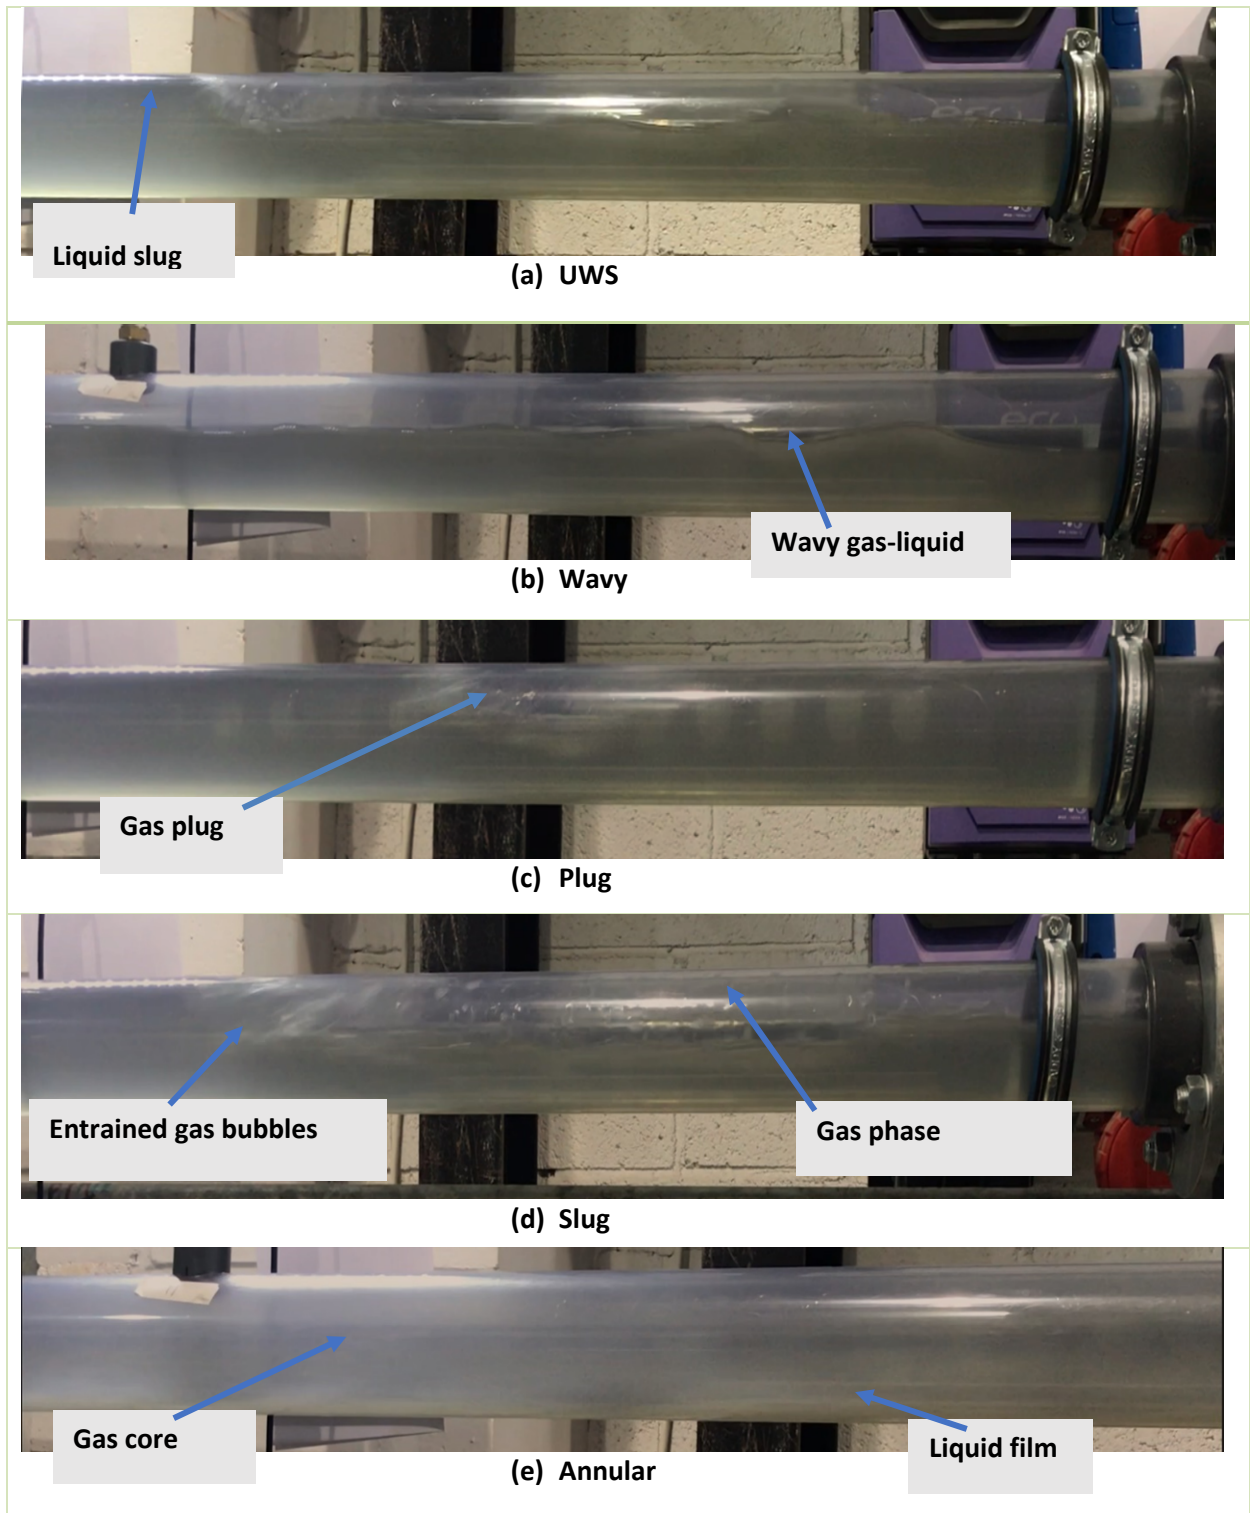 Liquid slug
(a) UWS
Wavy gas-liquid
(b) Wavy
Gas plug
(c) Plug
Entrained gas bubbles
Gas phase
(d) Slug
Gas core
Liquid film
(e) Annular